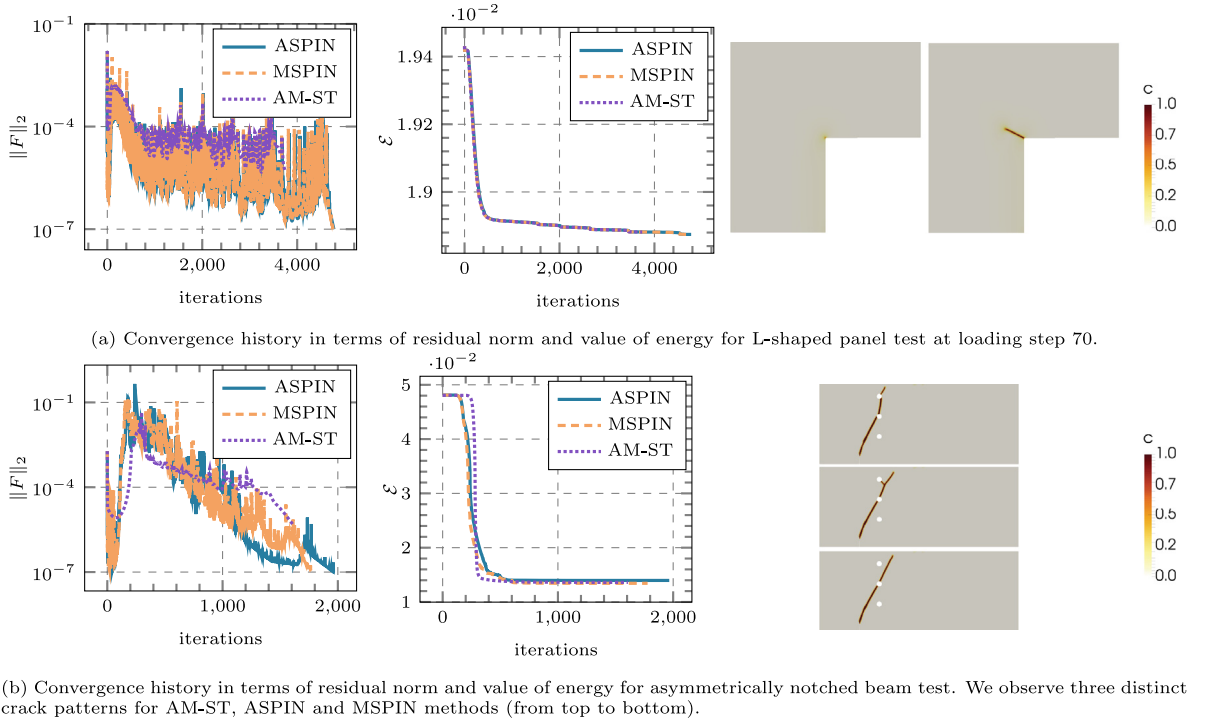 ·10⁻²
10⁻¹
10⁻⁴
10⁻⁷
‖F‖₂
0 2,000 4,000
iterations
ASPIN
MSPIN
AM-ST
1.94
1.92
1.9
ℰ
0 2,000 4,000
iterations
ASPIN
MSPIN
AM-ST
C
1.0
0.7
0.5
0.2
0.0
(a) Convergence history in terms of residual norm and value of energy for L-shaped panel test at loading step 70.
·10⁻²
10⁻¹
10⁻⁴
10⁻⁷
‖F‖₂
0 1,000 2,000
iterations
ASPIN
MSPIN
AM-ST
5
4
3
2
1
ℰ
0 1,000 2,000
iterations
ASPIN
MSPIN
AM-ST
C
1.0
0.7
0.5
0.2
0.0
(b) Convergence history in terms of residual norm and value of energy for asymmetrically notched beam test. We observe three distinct
crack patterns for AM-ST, ASPIN and MSPIN methods (from top to bottom).